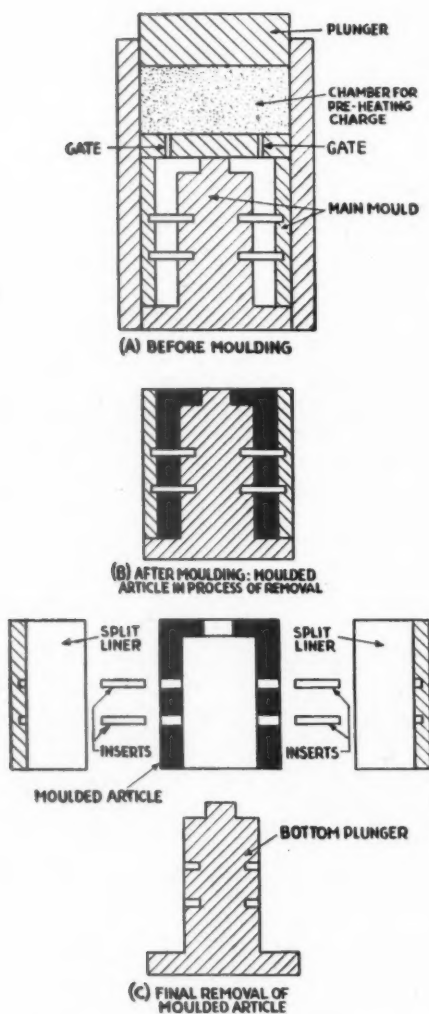 PLUNGER
CHAMBER FOR
PRE-HEATING
CHARGE
GATE
GATE
MAIN MOULD
(A) BEFORE MOULDING
(B) AFTER MOULDING: MOULDED
ARTICLE IN PROCESS OF REMOVAL
SPLIT
LINER
SPLIT
LINER
INSERTS
INSERTS
MOULDED ARTICLE
BOTTOM PLUNGER
(C) FINAL REMOVAL OF
MOULDED ARTICLE